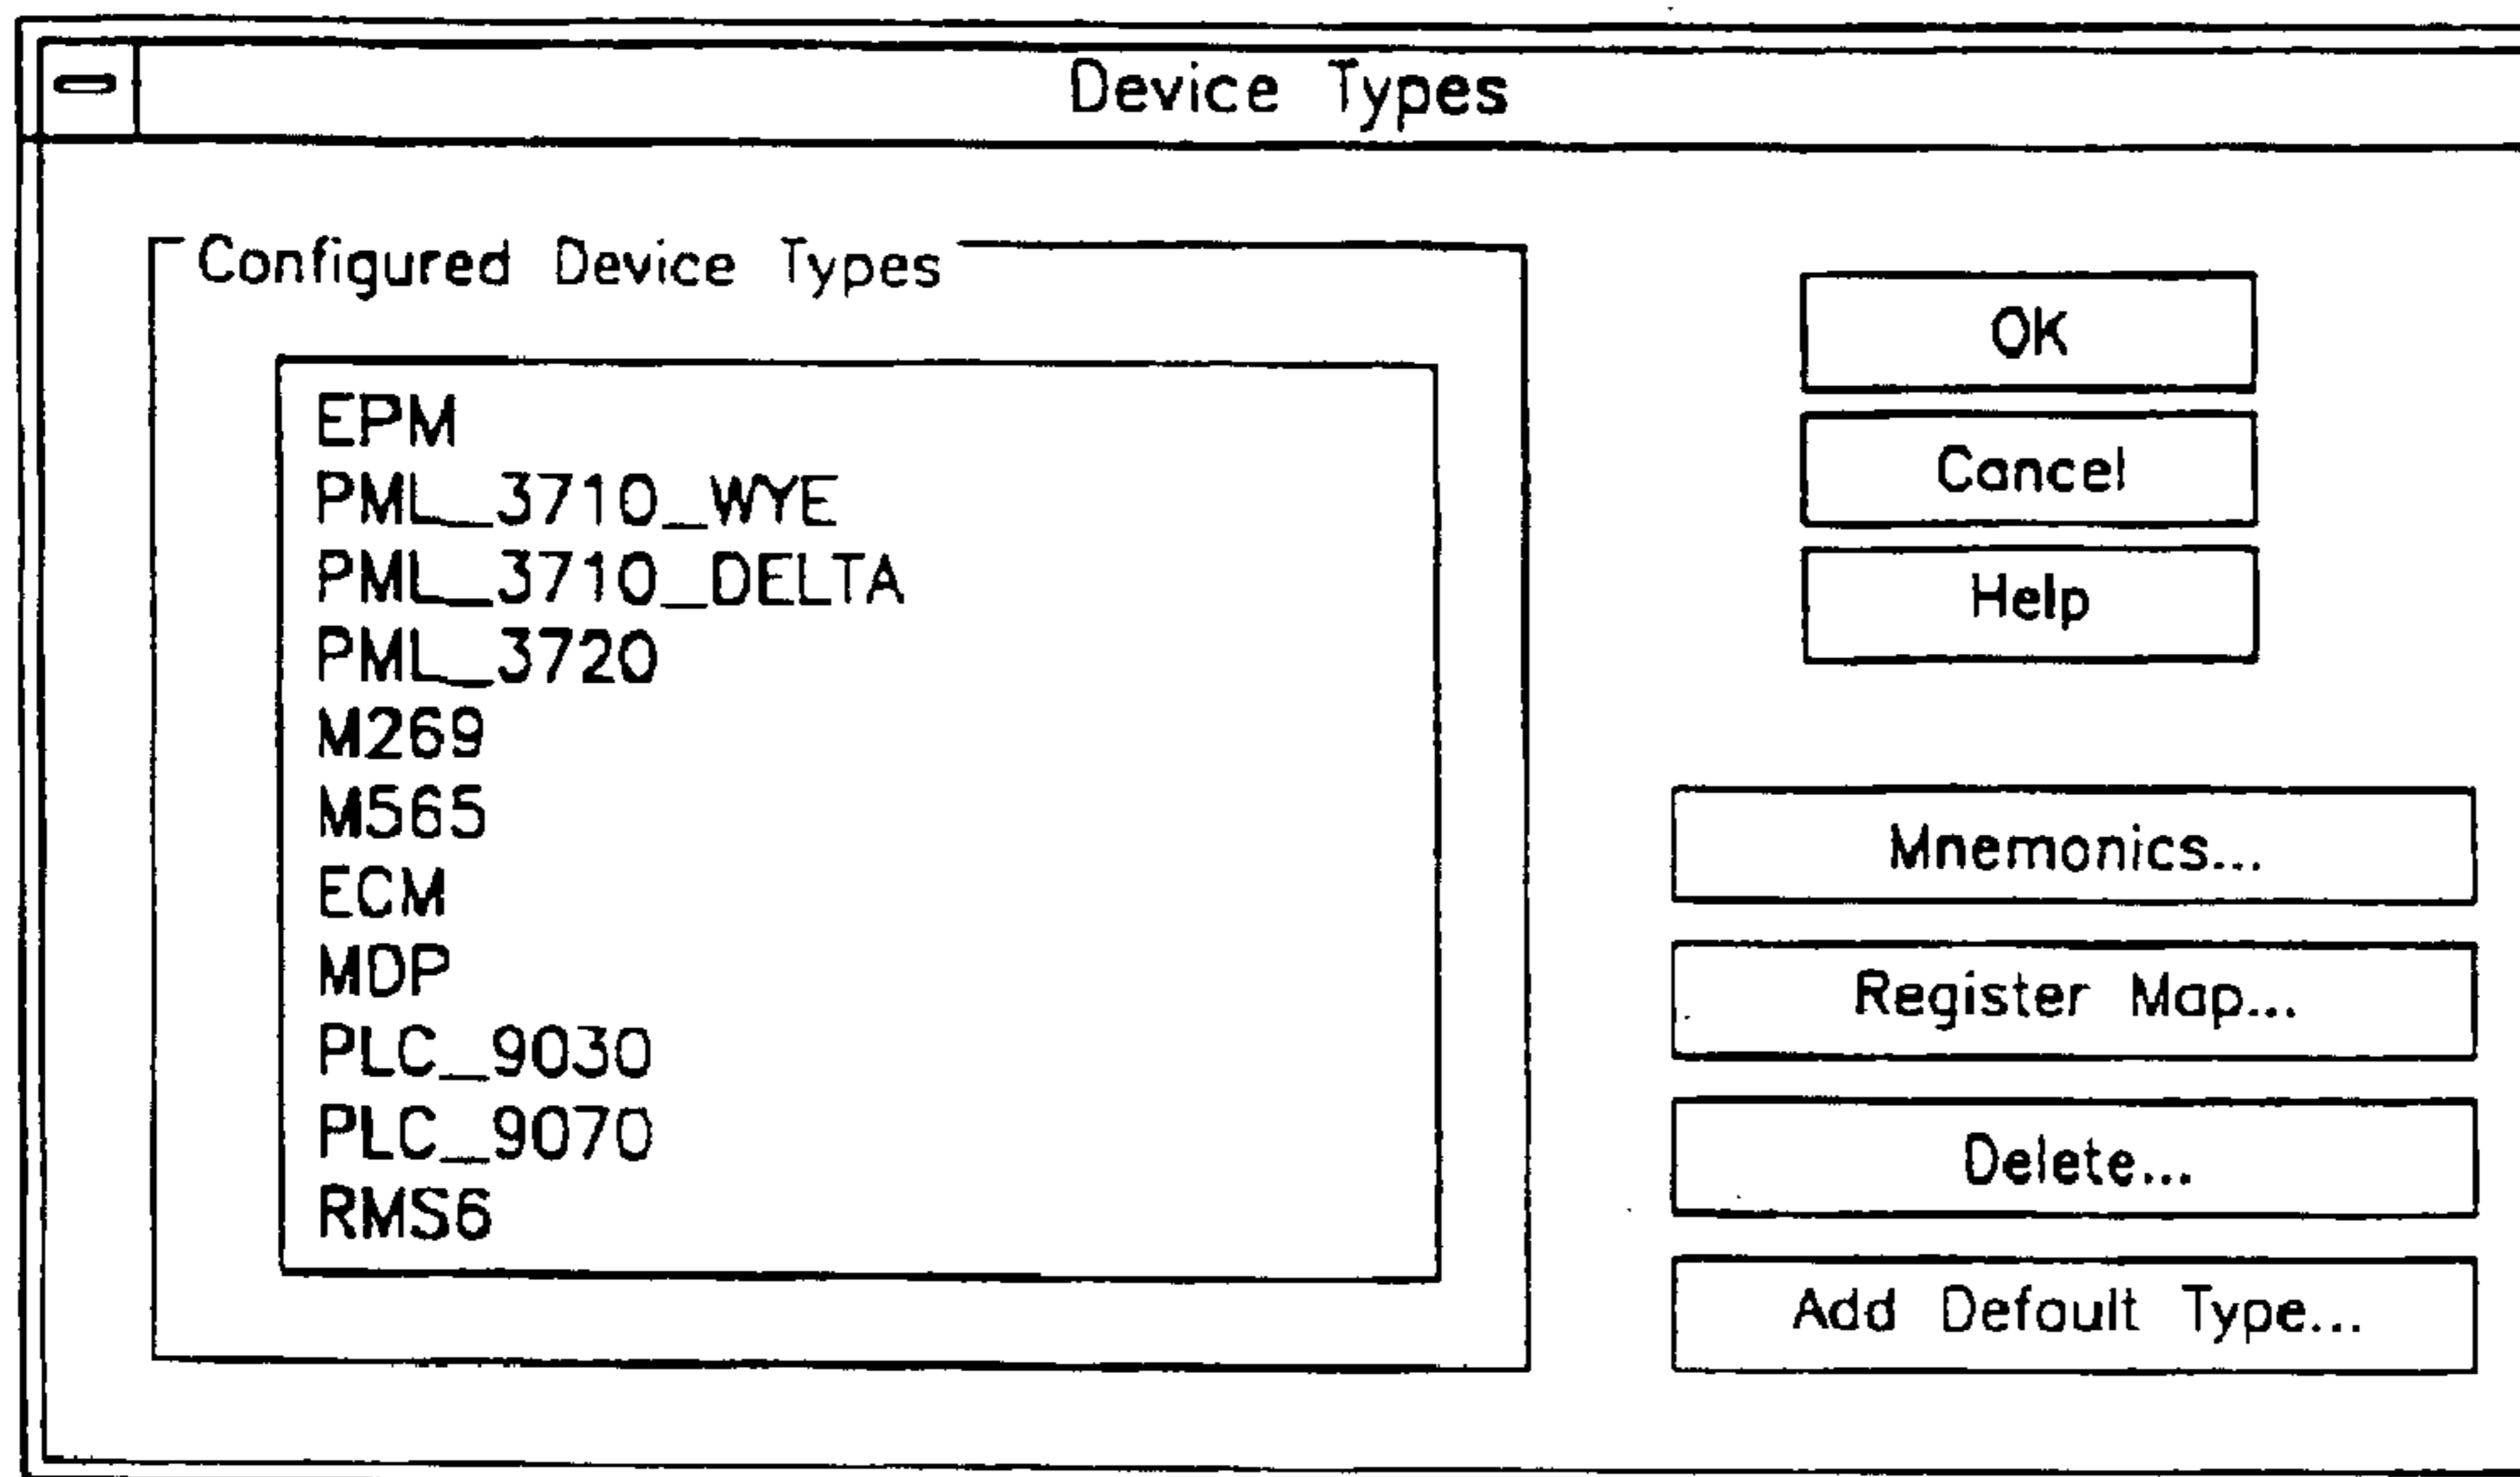 Device Types
Configured Device Types
EPM
PML_3710_WYE
PML_3710_DELTA
PML_3720
M269
M565
ECM
MDP
PLC_9030
PLC_9070
RMS6
OK
Cancel
Help
Mnemonics...
Register Map...
Delete...
Add Default Type...